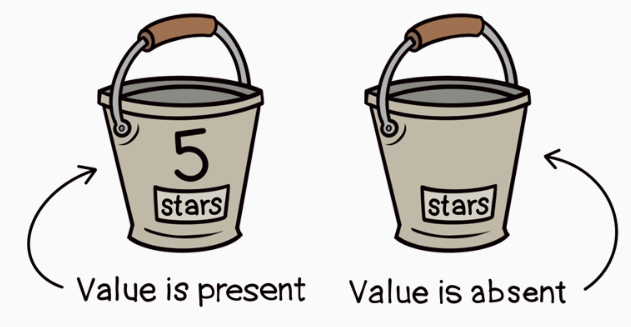 5
stars
stars
Value is present
Value is absent